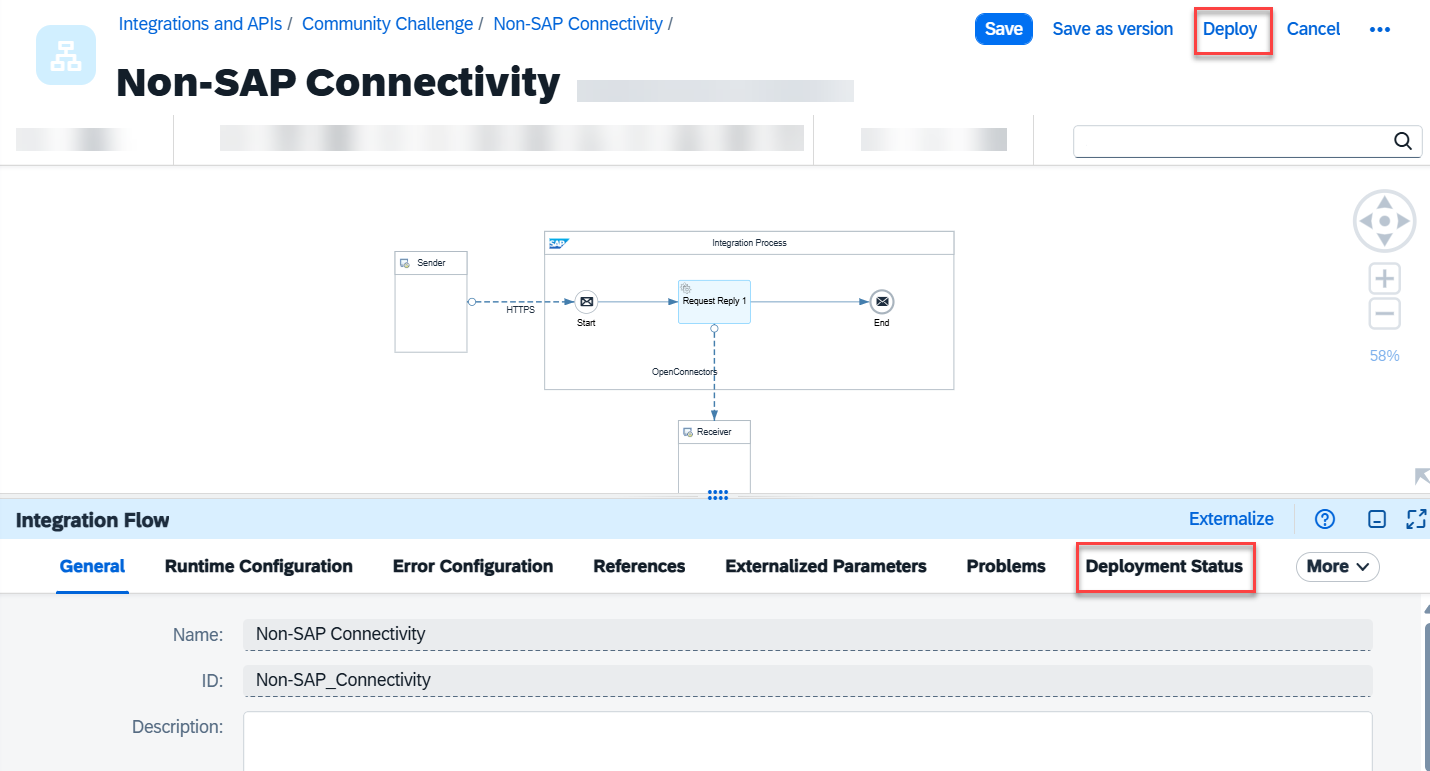 Integrations and APIs / Community Challenge / Non-SAP Connectivity /
Save Save as version Deploy Cancel
Non-SAP Connectivity
SAP Integration Process
Sender
HTTPS
Start
Request Reply 1
End
OpenConnectors
Receiver
58%
Integration Flow Externalize
General Runtime Configuration Error Configuration References Externalized Parameters Problems Deployment Status More
Name: Non-SAP Connectivity
ID: Non-SAP_Connectivity
Description: